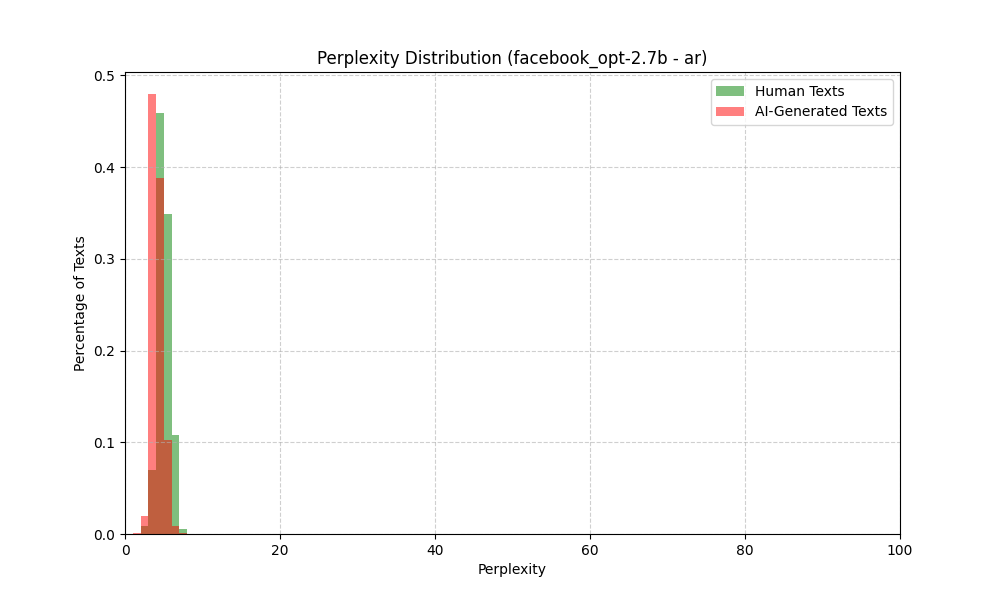 Perplexity Distribution (facebook_opt-2.7b - ar)
Human Texts
AI-Generated Texts
Percentage of Texts
0.5
0.4
0.3
0.2
0.1
0.0
0 20 40 60 80 100
Perplexity